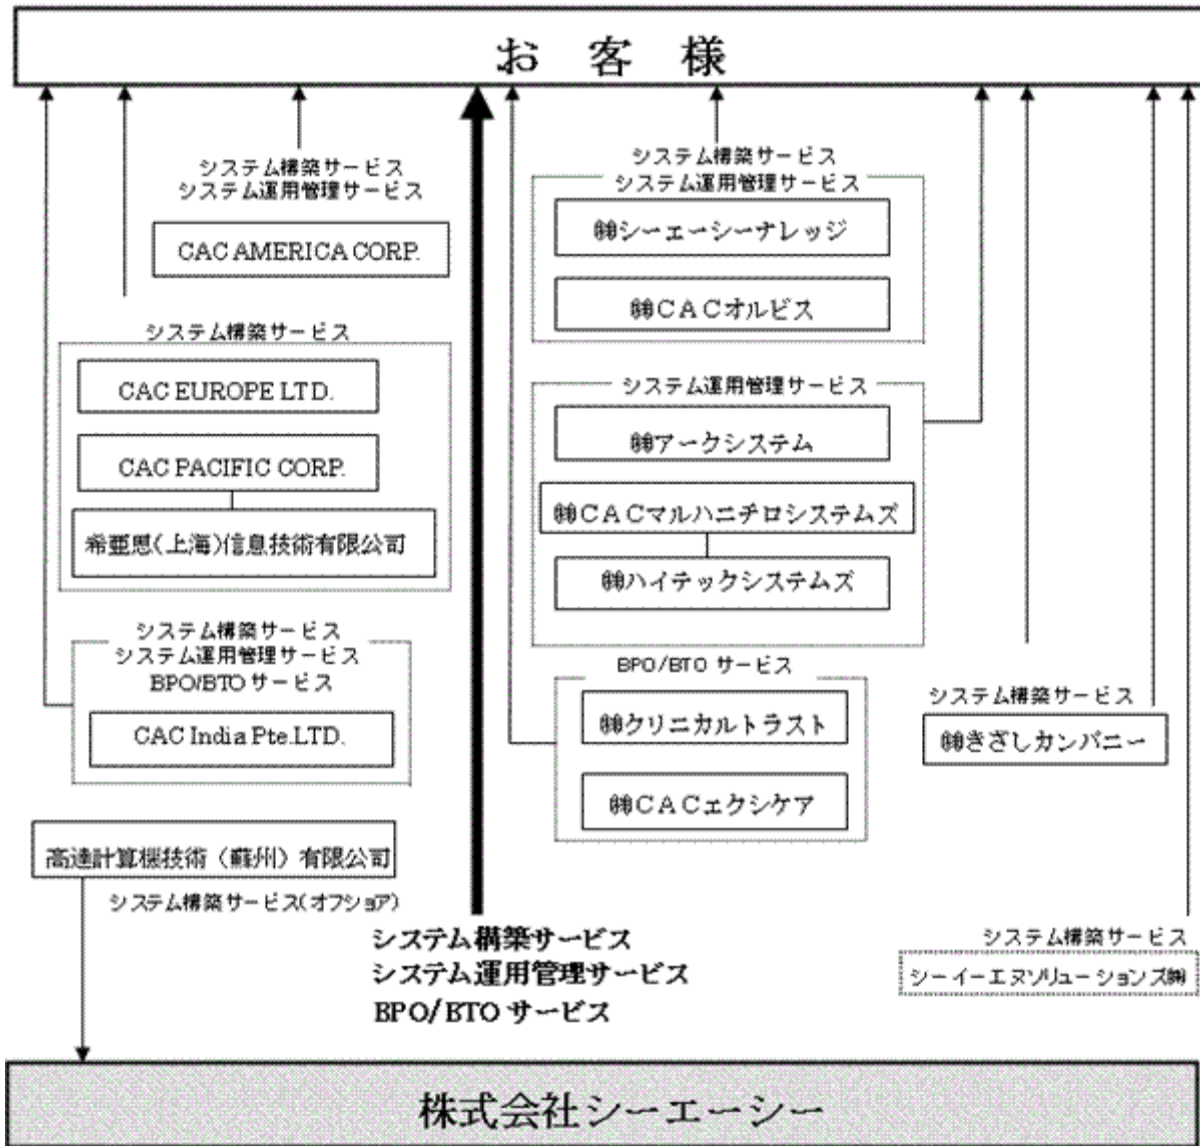 お 客 様
システム構築サービス
システム運用管理サービス
CAC AMERICA CORP.
システム構築サービス
CAC EUROPE LTD.
CAC PACIFIC CORP.
希亜思(上海)信息技術有限公司
システム構築サービス
システム運用管理サービス
BPO/BTO サービス
CAC India Pte.LTD.
高達計算機技術（蘇州）有限公司
システム構築サービス(オフショア)
システム構築サービス
システム運用管理サービス
BPO/BTO サービス
システム構築サービス
システム運用管理サービス
㈱シーエーシーナレッジ
㈱ＣＡＣオルビス
システム運用管理サービス
㈱アークシステム
㈱ＣＡＣマルハニチロシステムズ
㈱ハイテックシステムズ
BPO/BTO サービス
㈱クリニカルトラスト
㈱ＣＡＣエクシケア
システム構築サービス
㈱きざしカンパニー
システム構築サービス
シーイーエヌソリューションズ㈱
株式会社シーエーシー